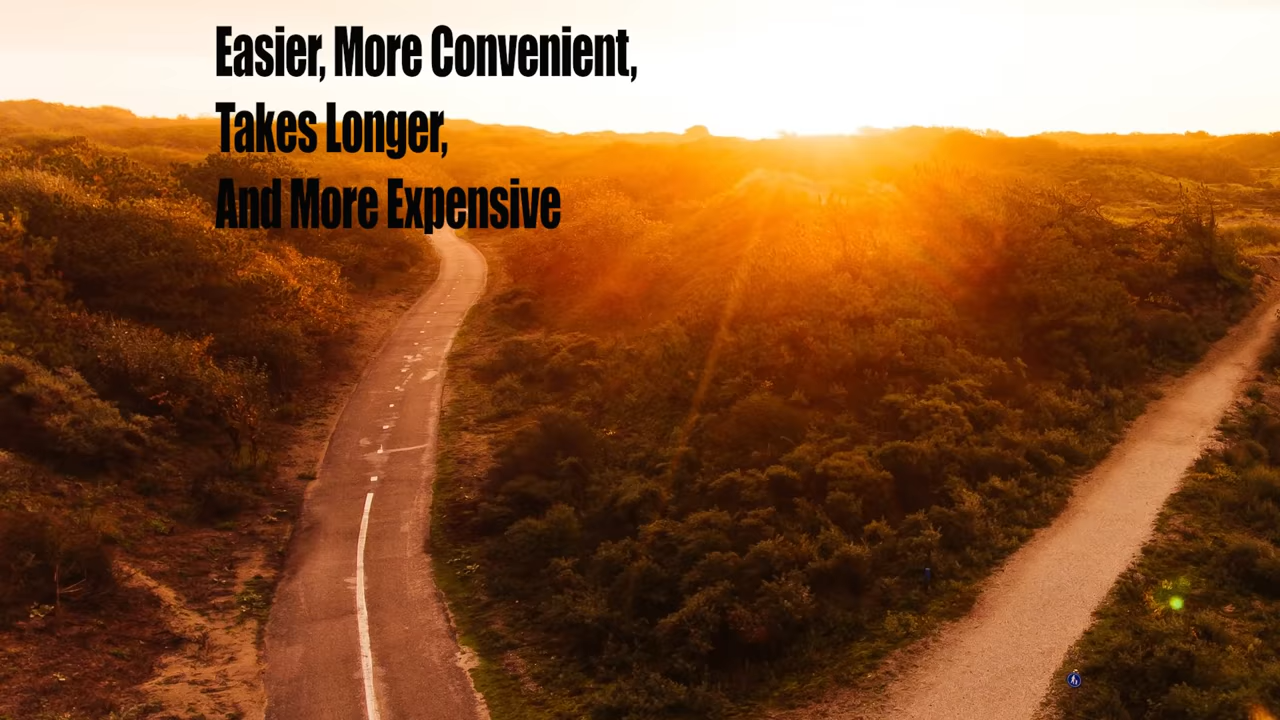 Easier, More Convenient,
Takes Longer,
And More Expensive